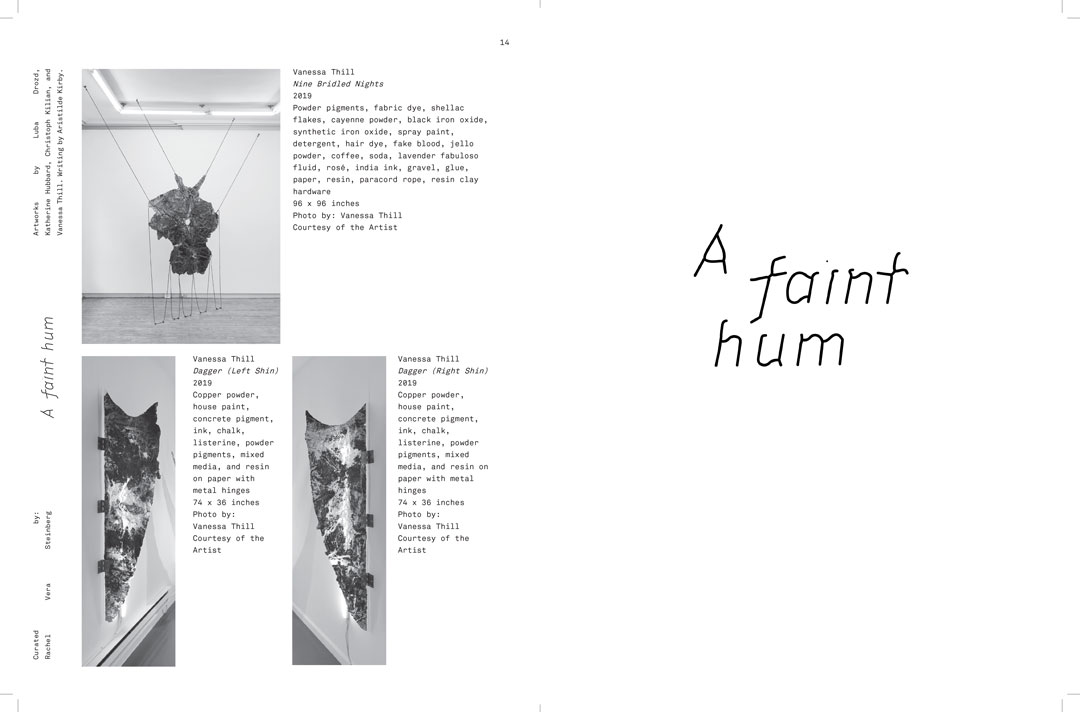 14
Artworks by Luba Drozd,
Katherine Hubbard, Christoph Kilian, and
Vanessa Thill. Writing by Aristilde Kirby.
A faint hum
Curated by:
Rachel Vera Steinberg
Vanessa Thill
Nine Bridled Nights
2019
Powder pigments, fabric dye, shellac
flakes, cayenne powder, black iron oxide,
synthetic iron oxide, spray paint,
detergent, hair dye, fake blood, jello
powder, coffee, soda, lavender fabuloso
fluid, rosé, india ink, gravel, glue,
paper, resin, paracord rope, resin clay
hardware
96 x 96 inches
Photo by: Vanessa Thill
Courtesy of the Artist
Vanessa Thill
Dagger (Left Shin)
2019
Copper powder,
house paint,
concrete pigment,
ink, chalk,
listerine, powder
pigments, mixed
media, and resin
on paper with
metal hinges
74 x 36 inches
Photo by:
Vanessa Thill
Courtesy of the
Artist
Vanessa Thill
Dagger (Right Shin)
2019
Copper powder,
house paint,
concrete pigment,
ink, chalk,
listerine, powder
pigments, mixed
media, and resin on
paper with metal
hinges
74 x 36 inches
Photo by:
Vanessa Thill
Courtesy of the
Artist
A
faint
hum